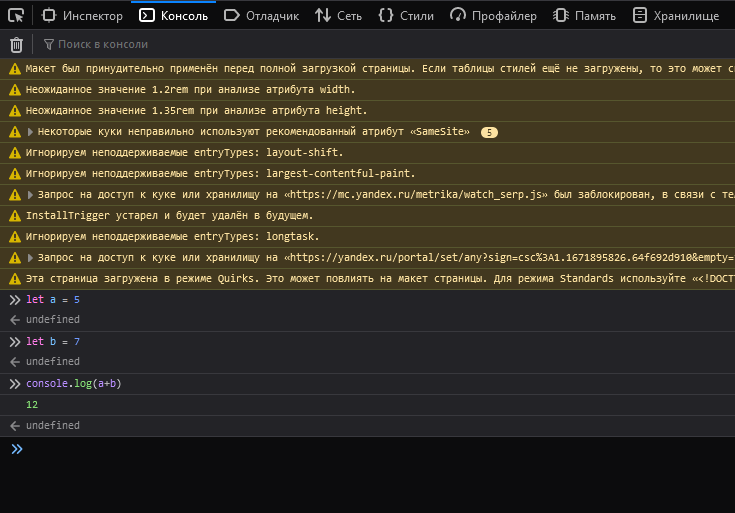 Инспектор Консоль Отладчик Сеть Стили Профайлер Память Хранилище
Поиск в консоли
Макет был принудительно применён перед полной загрузкой страницы. Если таблицы стилей ещё не загружены, то это может
Неожиданное значение 1.2rem при анализе атрибута width.
Неожиданное значение 1.35rem при анализе атрибута height.
Некоторые куки неправильно используют рекомендованный атрибут «SameSite» 5
Игнорируем неподдерживаемые entryTypes: layout-shift.
Игнорируем неподдерживаемые entryTypes: largest-contentful-paint.
Запрос на доступ к куке или хранилищу на «https://mc.yandex.ru/metrika/watch_serp.js» был заблокирован, в связи с
InstallTrigger устарел и будет удалён в будущем.
Игнорируем неподдерживаемые entryTypes: longtask.
Запрос на доступ к куке или хранилищу на «https://yandex.ru/portal/set/any?sign=csc%3A1.1671895826.64f692d910&empty=
Эта страница загружена в режиме Quirks. Это может повлиять на макет страницы. Для режима Standards используйте «<!DOCT
let a = 5
undefined
let b = 7
undefined
console.log(a+b)
12
undefined